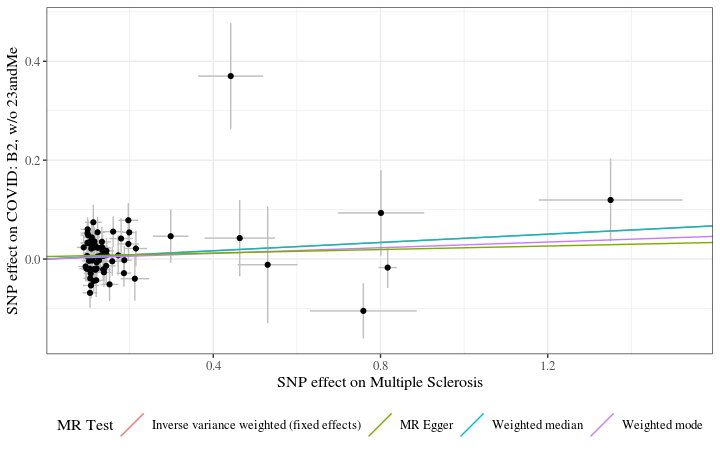 SNP effect on COVID: B2, w/o 23andMe
0.4
0.2
0.0
0.4
0.8
1.2
SNP effect on Multiple Sclerosis
MR Test
Inverse variance weighted (fixed effects)
MR Egger
Weighted median
Weighted mode